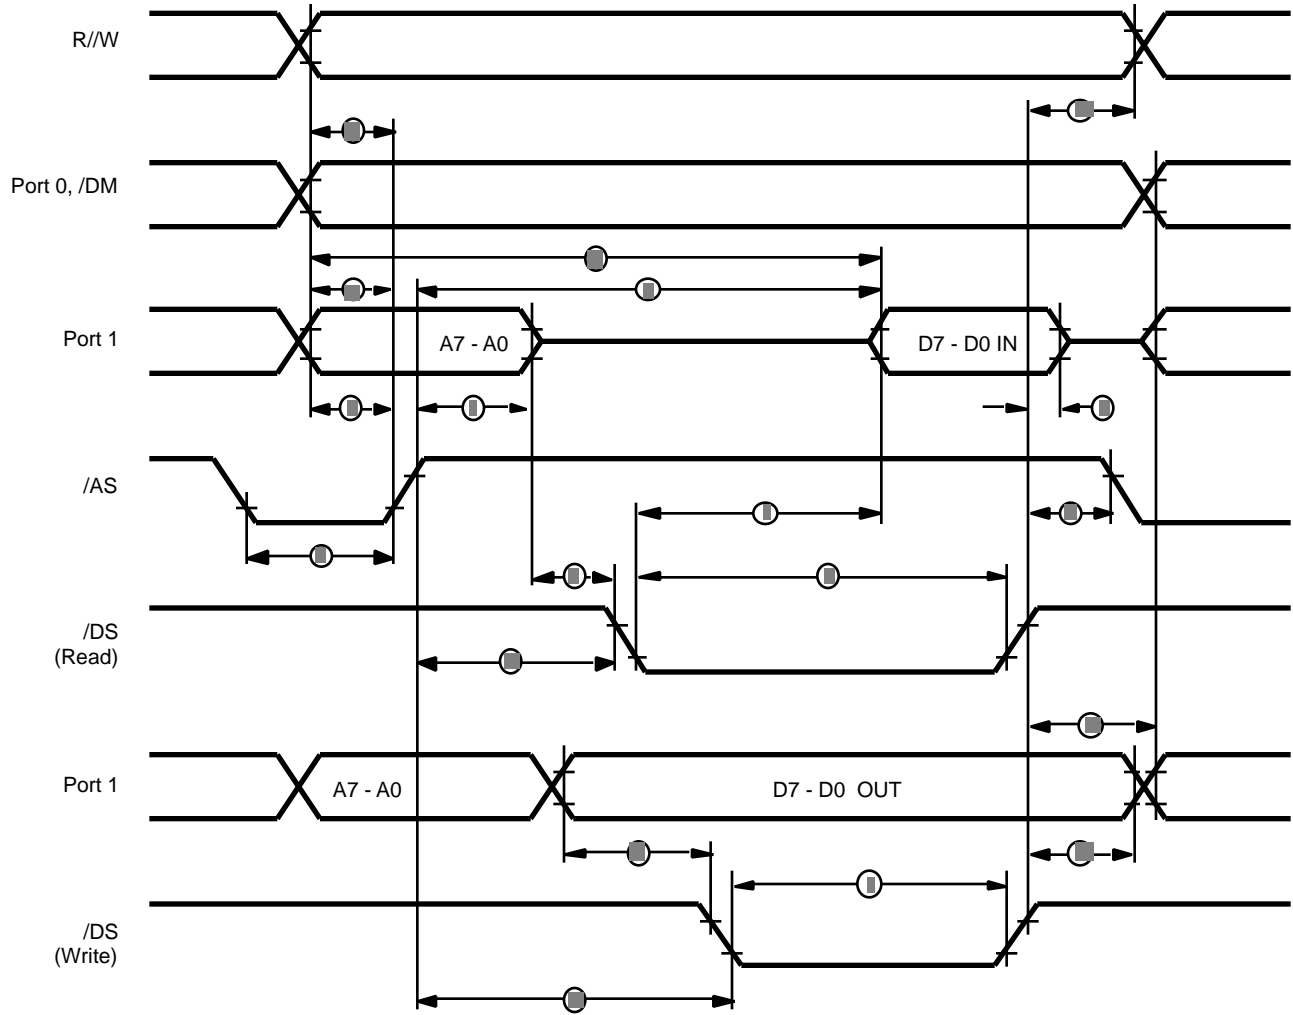 R//W
Port 0, /DM
Port 1
A7 - A0
D7 - D0 IN
/AS
/DS
(Read)
Port 1
A7 - A0
D7 - D0 OUT
/DS
(Write)